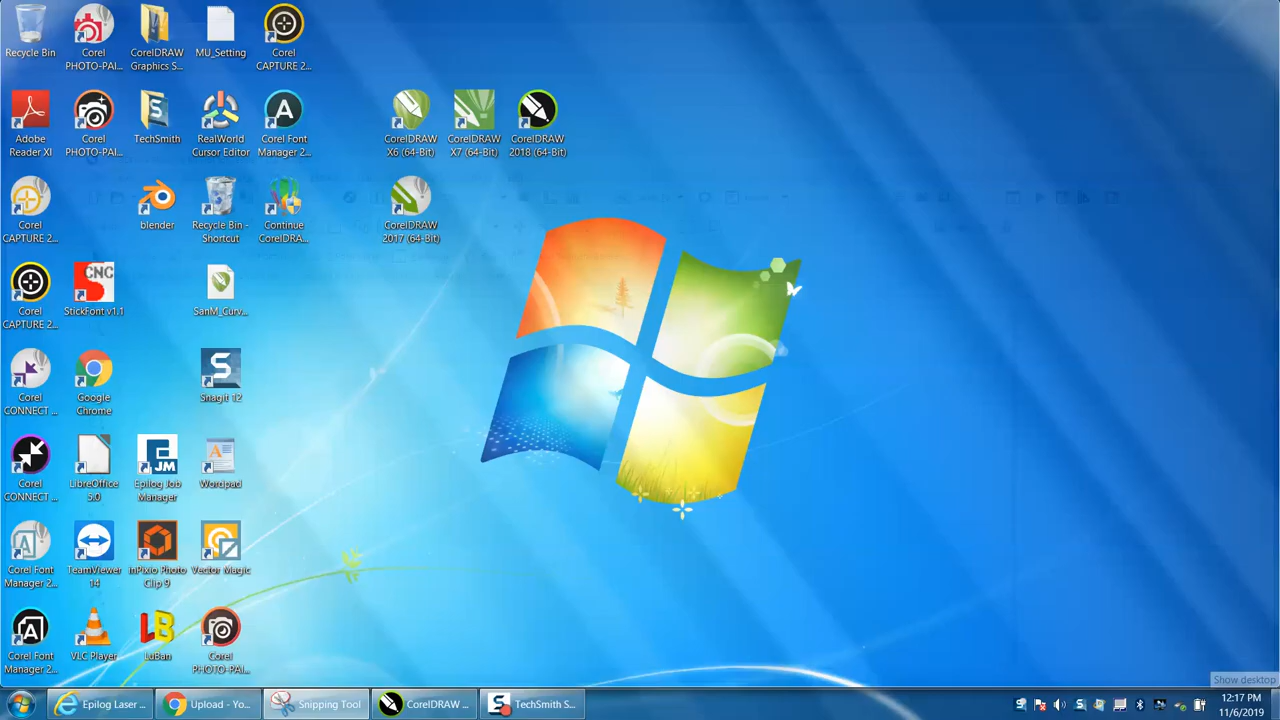 Recycle Bin
Corel
PHOTO-PAI...
CorelDRAW
Graphics S...
MU_Setting
Corel
CAPTURE 2...
Adobe
Reader XI
Corel
PHOTO-PAI...
TechSmith
RealWorld
Cursor Editor
Corel Font
Manager 2...
CorelDRAW
X6 (64-Bit)
CorelDRAW
X7 (64-Bit)
CorelDRAW
2018 (64-Bit)
Corel
CAPTURE 2...
blender
Recycle Bin -
Shortcut
Continue
CorelDRA...
CorelDRAW
2017 (64-Bit)
Corel
CAPTURE 2...
CNC
StickFont v1.1
SanM_Curv...
Corel
CONNECT ...
Google
Chrome
Snagit 12
Corel
CONNECT ...
LibreOffice
5.0
JM
Epilog Job
Manager
Wordpad
Corel Font
Manager 2...
TeamViewer
14
inPixio Photo
Clip 9
Vector Magic
Corel Font
Manager 2...
VLC Player
LB
LuBan
Corel
PHOTO-PAI...
Show desktop
Epilog Laser ...
Upload - Yo...
Snipping Tool
CorelDRAW ...
TechSmith S...
12:17 PM
11/6/2019